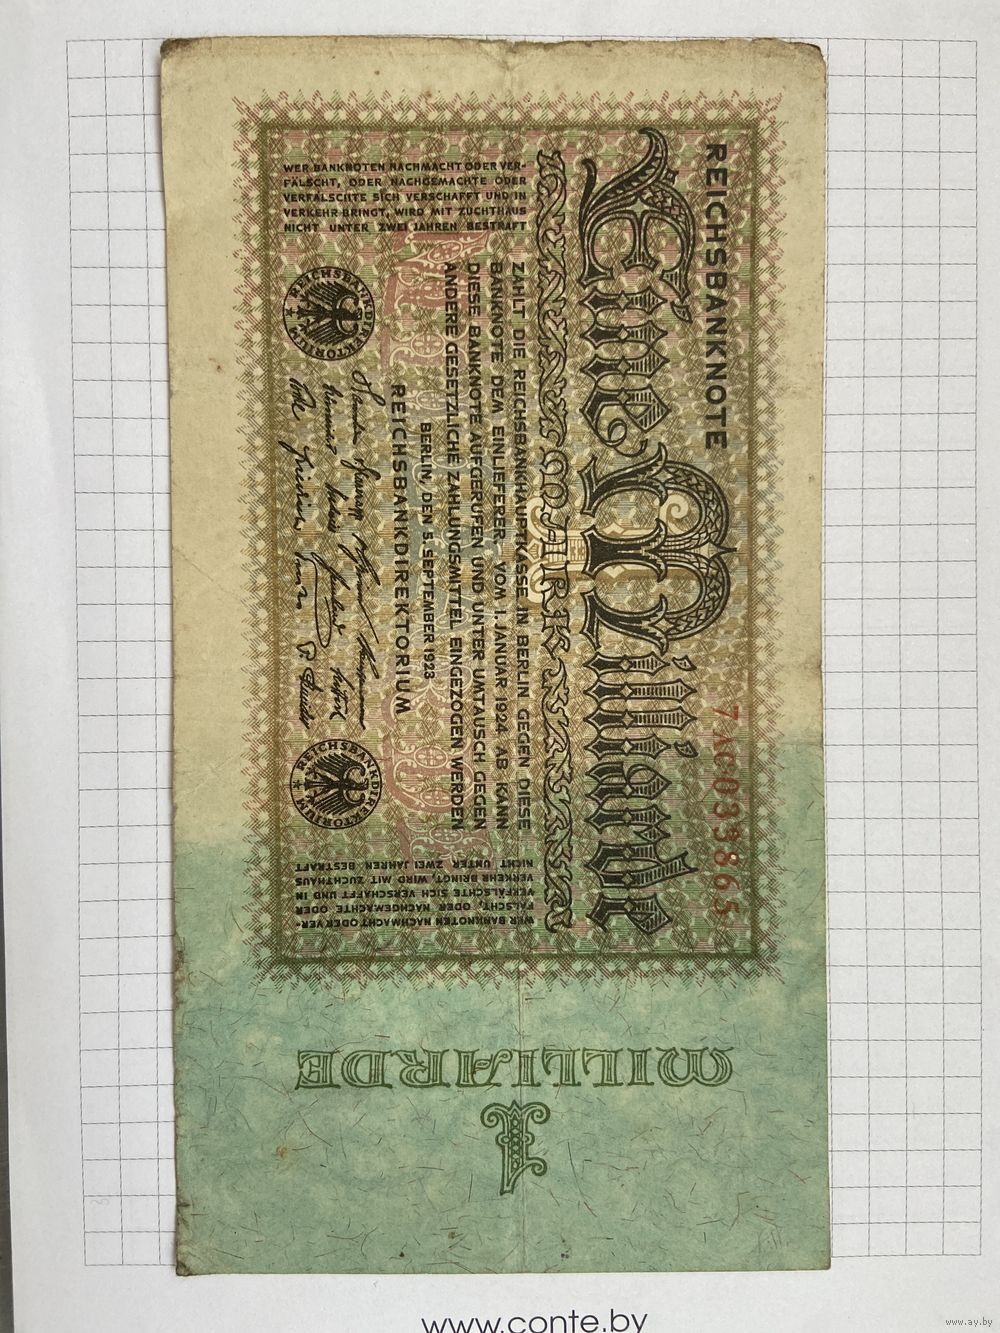 REICHSBANKNOTE
7 AC·033865
Eine Milliarde
MARK
ZAHLT DIE REICHSBANKHAUPTKASSE IN BERLIN GEGEN DIESE
BANKNOTE DEM EINLIEFERER. VOM 1. JANUAR 1924 AB KANN
DIESE BANKNOTE AUFGERUFEN UND UNTER UMTAUSCH GEGEN
ANDERE GESETZLICHE ZAHLUNGSMITTEL EINGEZOGEN WERDEN
BERLIN, DEN 5. SEPTEMBER 1923
REICHSBANKDIREKTORIUM
WER BANKNOTEN NACHMACHT ODER VER-
FÄLSCHT, ODER NACHGEMACHTE ODER
VERFÄLSCHTE SICH VERSCHAFFT UND IN
VERKEHR BRINGT, WIRD MIT ZUCHTHAUS
NICHT UNTER ZWEI JAHREN BESTRAFT
REICHSBANKDIREKTORIUM
REICHSBANKDIREKTORIUM
WER BANKNOTEN NACHMACHT ODER VER-
FÄLSCHT, ODER NACHGEMACHTE ODER
VERFÄLSCHTE SICH VERSCHAFFT UND IN
VERKEHR BRINGT, WIRD MIT ZUCHTHAUS
NICHT UNTER ZWEI JAHREN BESTRAFT
1
MILLIARDE
www.conte.by
www.ay.by